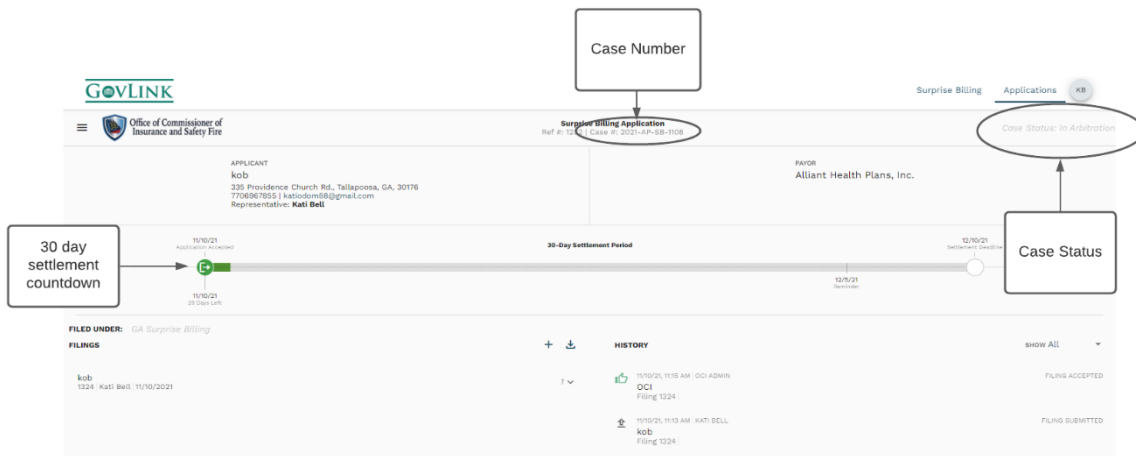 Case Number
GOVLINK
Surprise Billing Applications KB
Office of Commissioner of
Insurance and Safety Fire
Surprise Billing Application
Case #: 2021-AP-SB-1108
Case Status: In Arbitration
APPLICANT
kob
335 Providence Church Rd., Tallapoosa, GA, 30176
7706967855 | katiodom88@gmail.com
Representative: Kati Bell
PAYOR
Alliant Health Plans, Inc.
30 day
settlement
countdown
11/10/21
Application Accepted
30-Day Settlement Period
12/10/21
Settlement Deadline
Case Status
11/10/21
29 Days Left
12/5/21
Reminder
FILED UNDER: GA Surprise Billing
FILINGS
kob
1324 | Kati Bell | 11/10/2021
HISTORY
SHOW All
11/10/21, 11:15 AM | OCI ADMIN
OCI
Filing 1324
FILING ACCEPTED
11/10/21, 11:13 AM | KATI BELL
kob
Filing 1324
FILING SUBMITTED